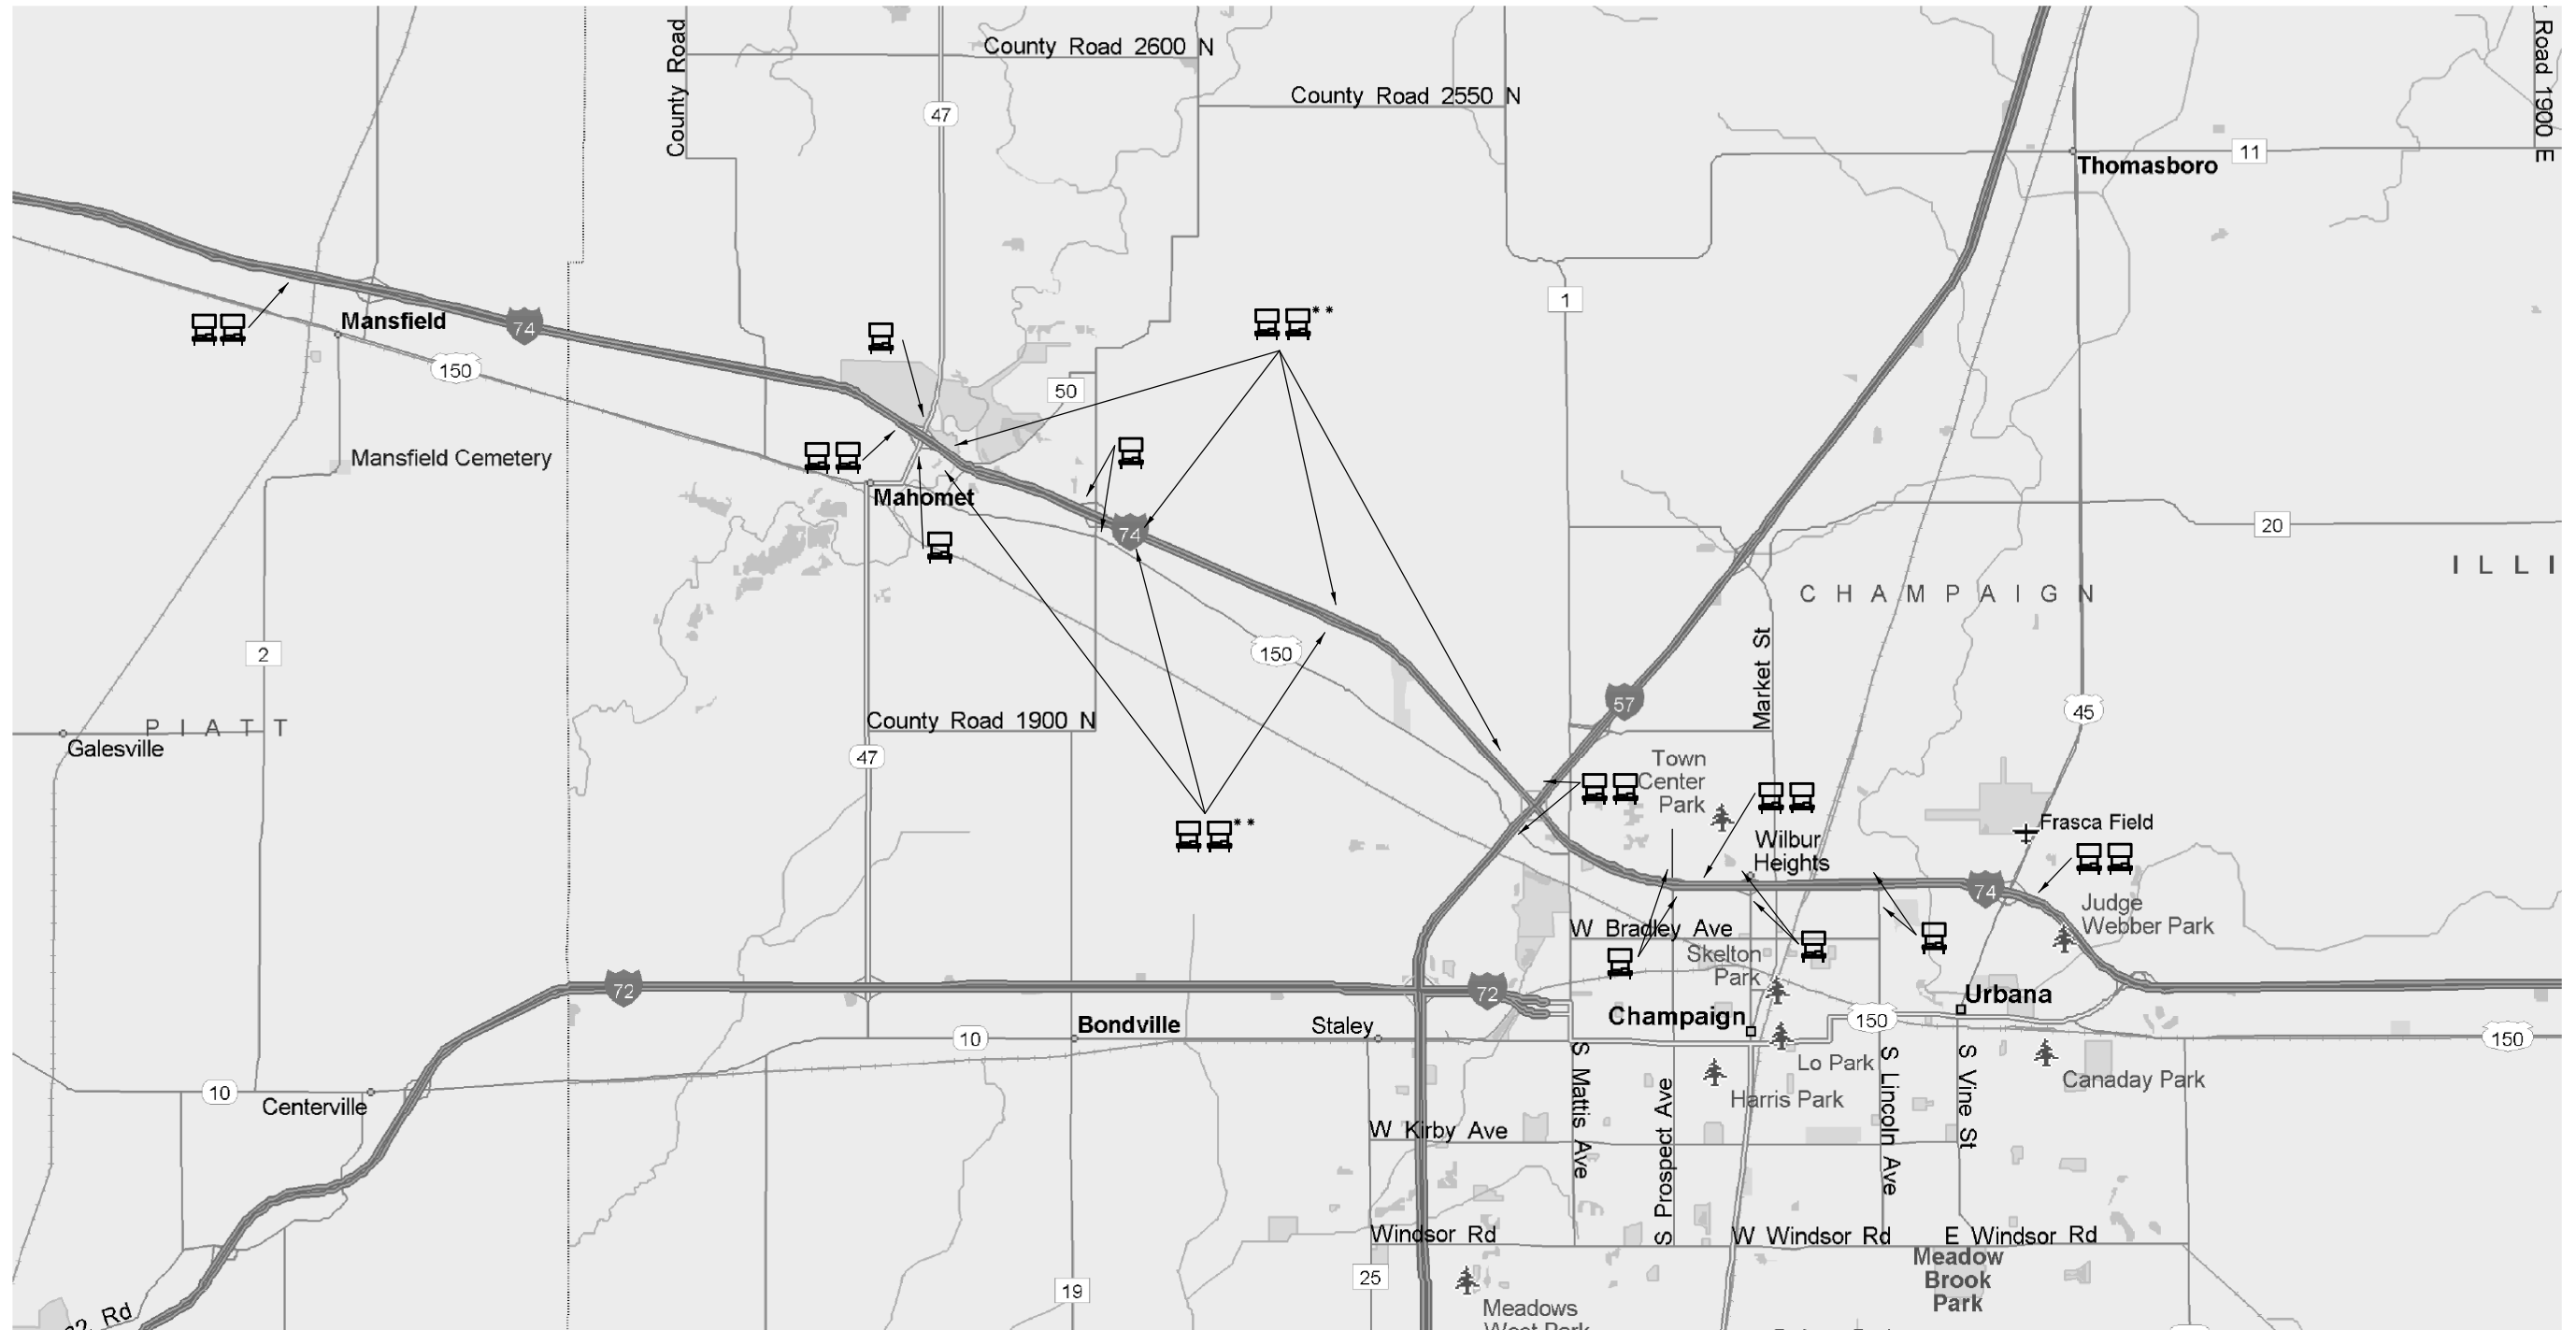 County Road
County Road 2600 N
47
County Road 2550 N
Road 1900 E
11
Thomasboro
1
**
Mansfield
74
150
50
Mansfield Cemetery
Mahomet
74
20
ILLI
CHAMPAIGN
2
150
Market St
57
45
PIATT
Galesville
County Road 1900 N
47
Town
Center
Park
**
Wilbur
Heights
Frasca Field
74
Judge
Webber Park
W Bradley Ave
Skelton
Park
72
72
Urbana
Champaign
150
Bondville
Staley
10
150
10
Centerville
Lo Park
Canaday Park
Harris Park
S Mattis Ave
S Prospect Ave
S Lincoln Ave
S Vine St
W Kirby Ave
Windsor Rd
W Windsor Rd
E Windsor Rd
Meadow
Brook
Park
25
19
Rd
Meadows
West Park